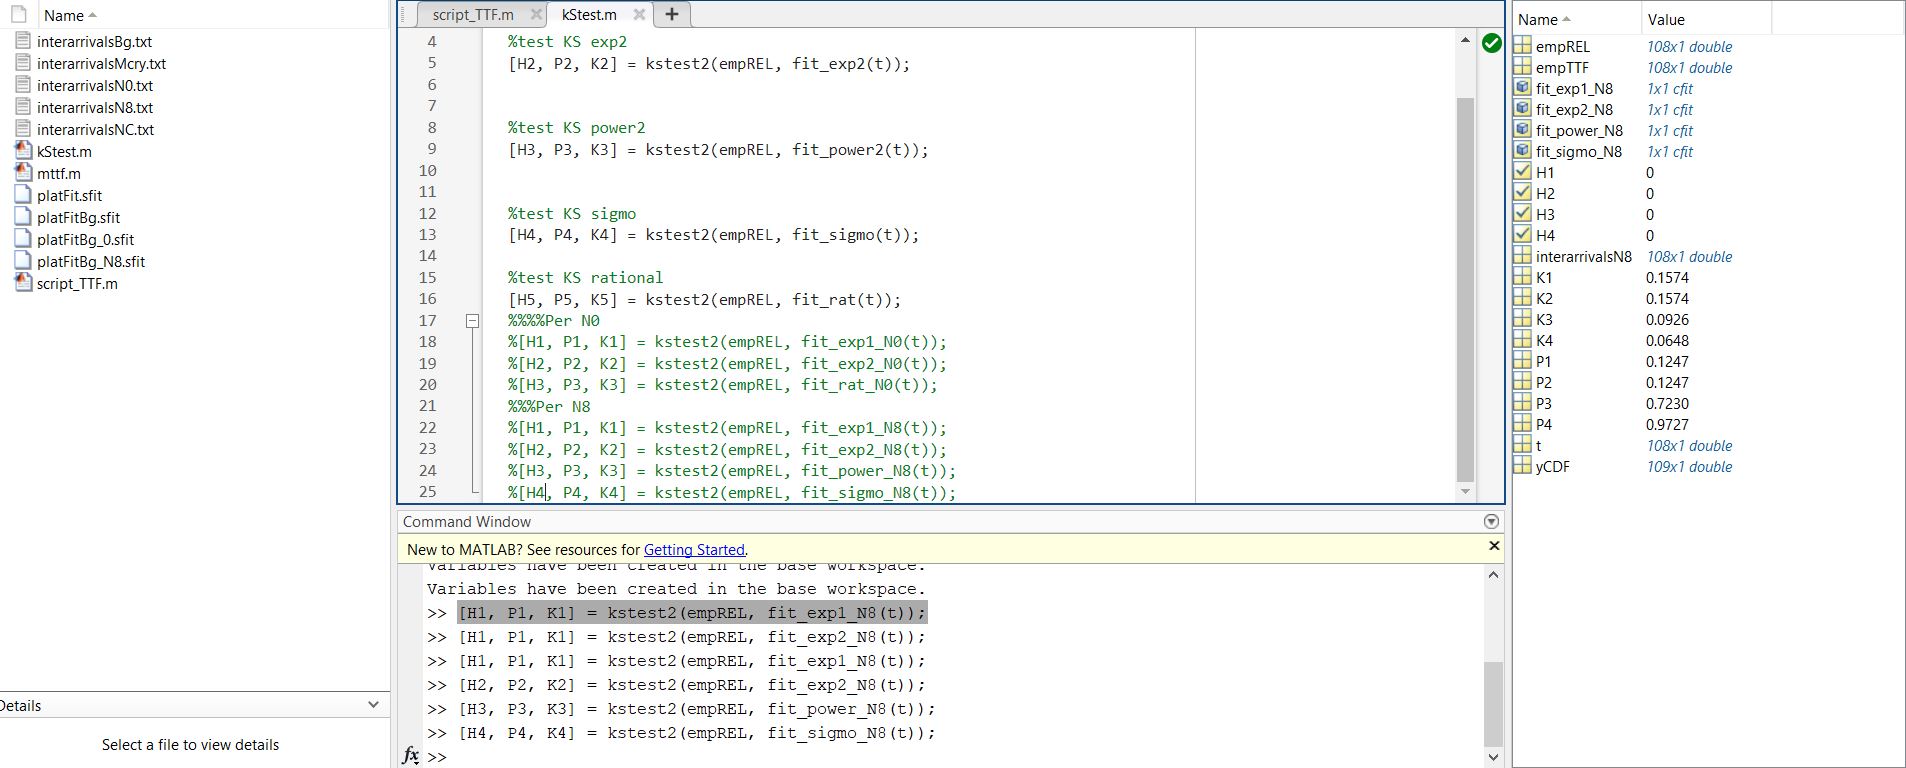 Name
interarrivalsBg.txt
interarrivalsMcry.txt
interarrivalsN0.txt
interarrivalsN8.txt
interarrivalsNC.txt
kStest.m
mttf.m
platFit.sfit
platFitBg.sfit
platFitBg_0.sfit
platFitBg_N8.sfit
script_TTF.m
Details
Select a file to view details
script_TTF.m
kStest.m
4 %test KS exp2
5 [H2, P2, K2] = kstest2(empREL, fit_exp2(t));
6
7
8 %test KS power2
9 [H3, P3, K3] = kstest2(empREL, fit_power2(t));
10
11
12 %test KS sigmo
13 [H4, P4, K4] = kstest2(empREL, fit_sigmo(t));
14
15 %test KS rational
16 [H5, P5, K5] = kstest2(empREL, fit_rat(t));
17 %%%%Per N0
18 %[H1, P1, K1] = kstest2(empREL, fit_exp1_N0(t));
19 %[H2, P2, K2] = kstest2(empREL, fit_exp2_N0(t));
20 %[H3, P3, K3] = kstest2(empREL, fit_rat_N0(t));
21 %%%Per N8
22 %[H1, P1, K1] = kstest2(empREL, fit_exp1_N8(t));
23 %[H2, P2, K2] = kstest2(empREL, fit_exp2_N8(t));
24 %[H3, P3, K3] = kstest2(empREL, fit_power_N8(t));
25 %[H4, P4, K4] = kstest2(empREL, fit_sigmo_N8(t));
Command Window
New to MATLAB? See resources for Getting Started.
Variables have been created in the base workspace.
Variables have been created in the base workspace.
>> [H1, P1, K1] = kstest2(empREL, fit_exp1_N8(t));
>> [H1, P1, K1] = kstest2(empREL, fit_exp2_N8(t));
>> [H1, P1, K1] = kstest2(empREL, fit_exp1_N8(t));
>> [H2, P2, K2] = kstest2(empREL, fit_exp2_N8(t));
>> [H3, P3, K3] = kstest2(empREL, fit_power_N8(t));
>> [H4, P4, K4] = kstest2(empREL, fit_sigmo_N8(t));
fx >>
Name Value
empREL 108x1 double
empTTF 108x1 double
fit_exp1_N8 1x1 cfit
fit_exp2_N8 1x1 cfit
fit_power_N8 1x1 cfit
fit_sigmo_N8 1x1 cfit
H1 0
H2 0
H3 0
H4 0
interarrivalsN8 108x1 double
K1 0.1574
K2 0.1574
K3 0.0926
K4 0.0648
P1 0.1247
P2 0.1247
P3 0.7230
P4 0.9727
t 108x1 double
yCDF 109x1 double